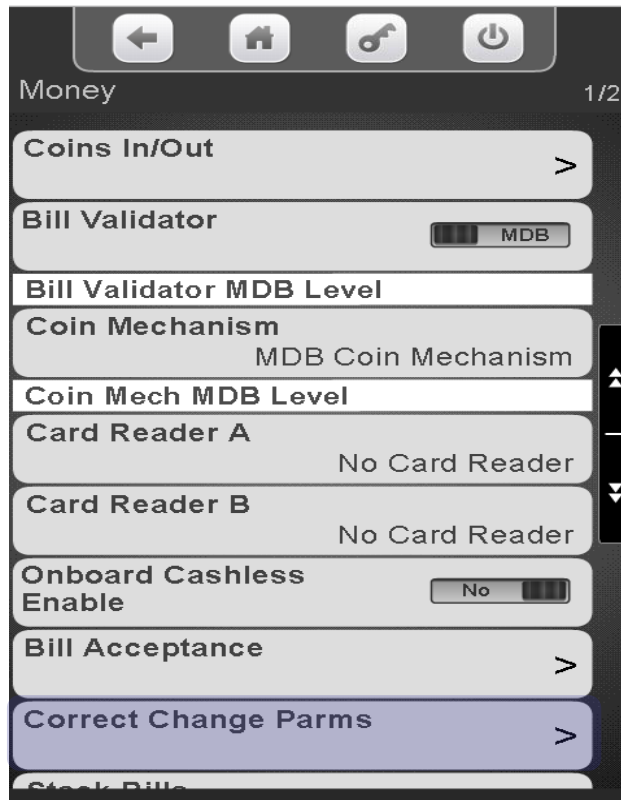 Money
1/2
Coins In/Out
>
Bill Validator
MDB
Bill Validator MDB Level
Coin Mechanism
MDB Coin Mechanism
Coin Mech MDB Level
Card Reader A
No Card Reader
Card Reader B
No Card Reader
Onboard Cashless
Enable
No
Bill Acceptance
>
Correct Change Parms
>
Stack Bills